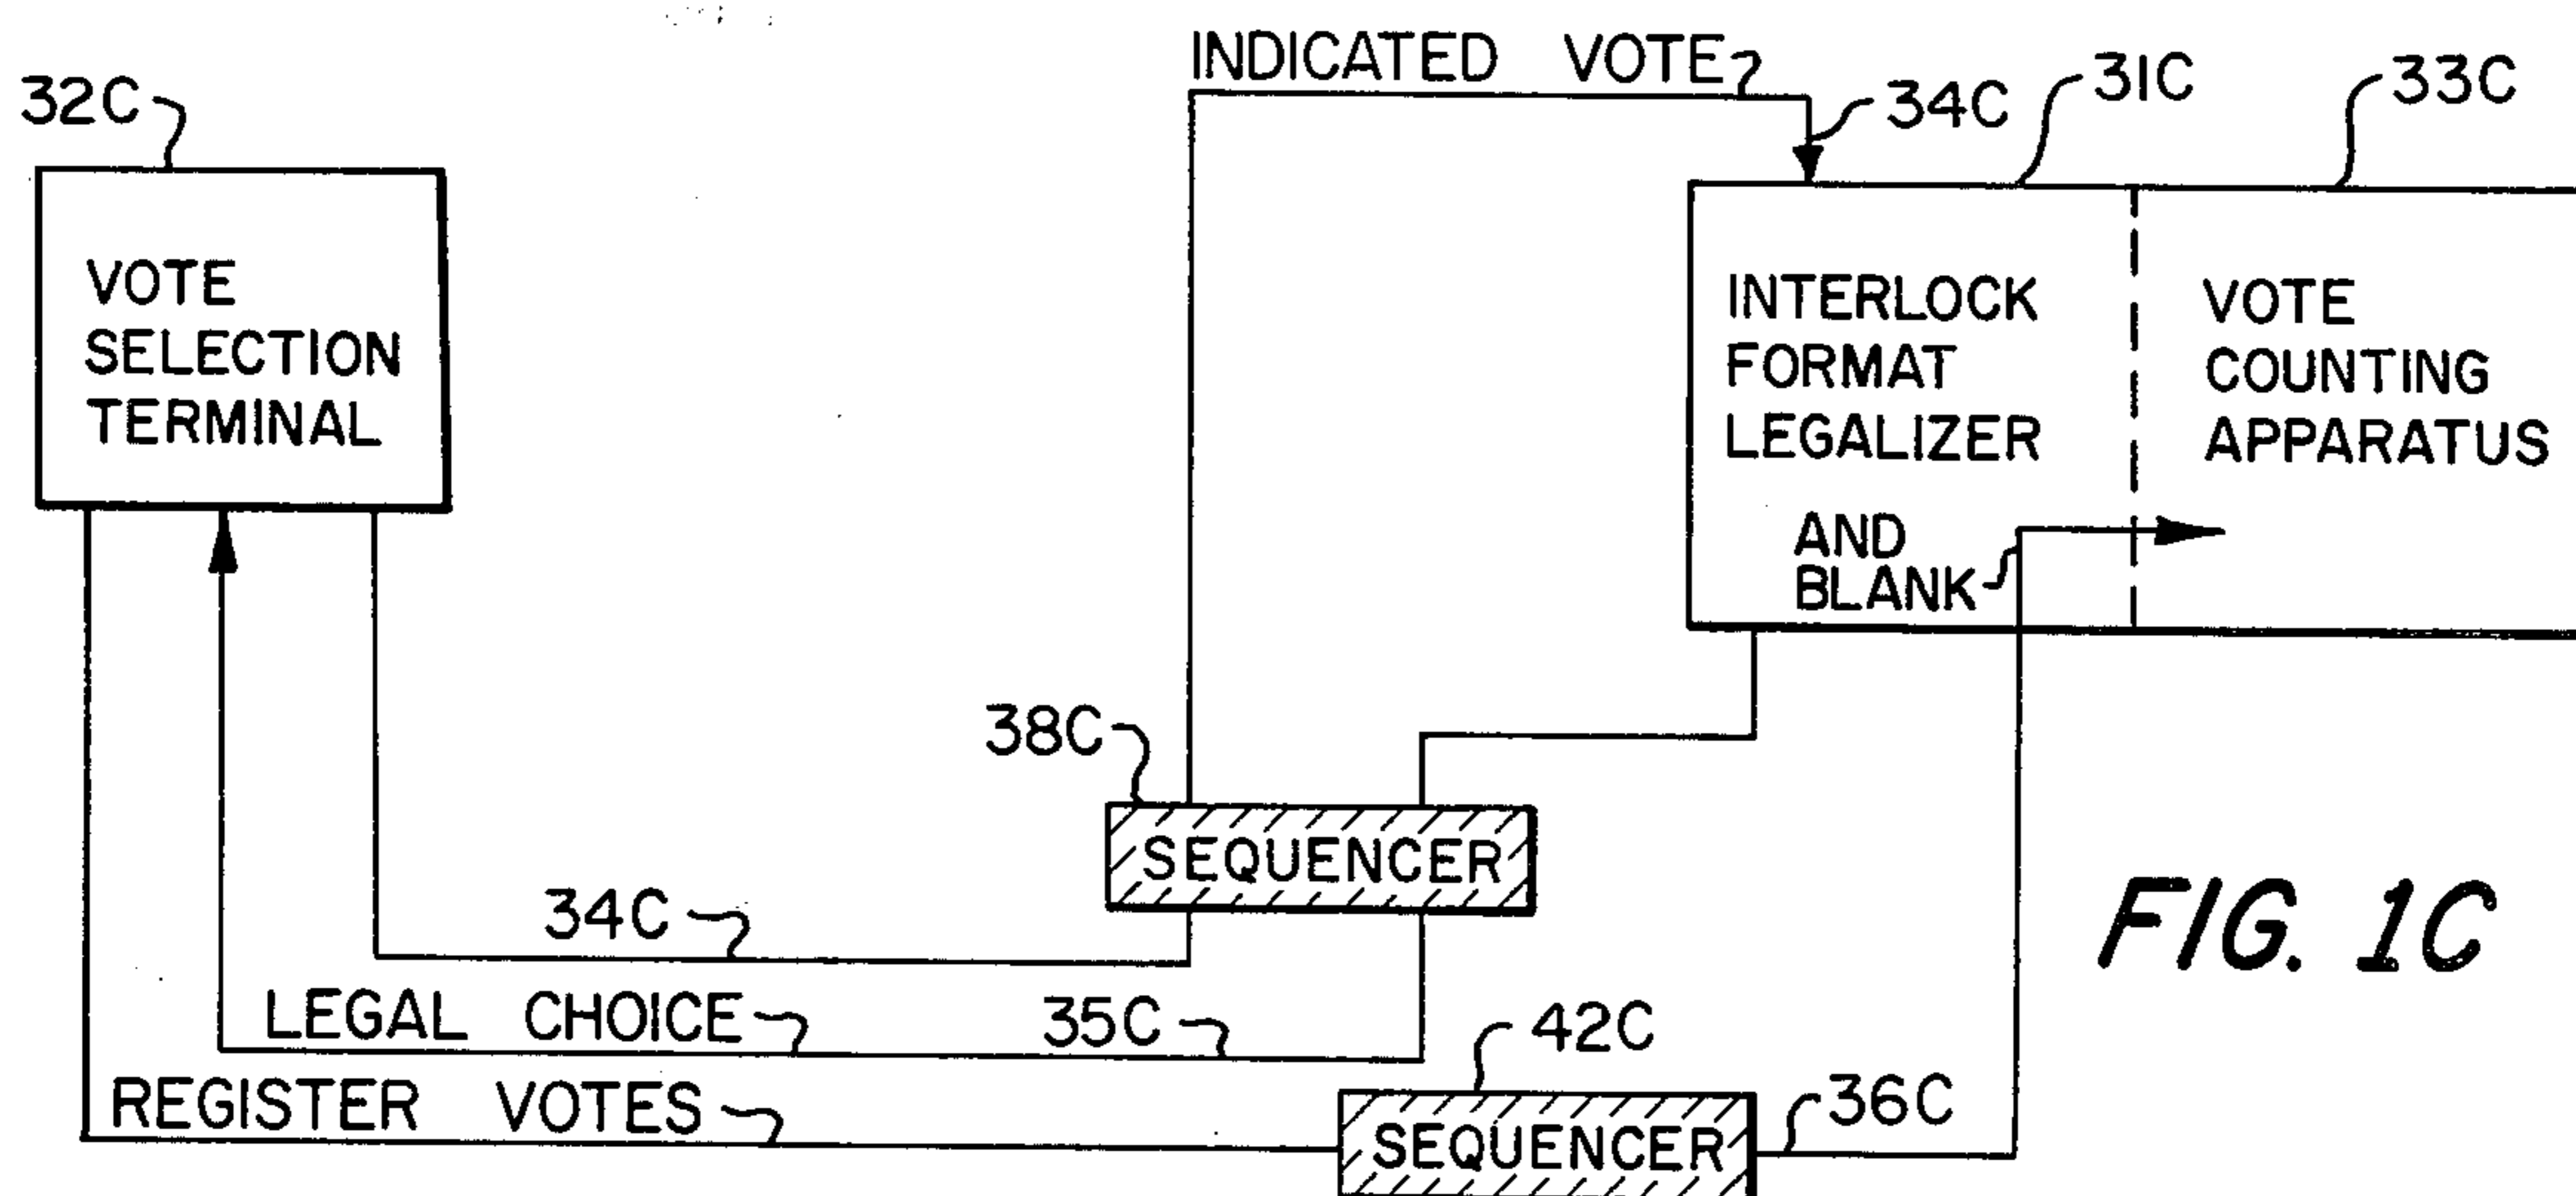 INDICATED VOTE
32C
34C
31C
33C
VOTE
SELECTION
TERMINAL
INTERLOCK
FORMAT
LEGALIZER
AND
BLANK
VOTE
COUNTING
APPARATUS
38C
SEQUENCER
34C
LEGAL CHOICE
35C
42C
REGISTER VOTES
SEQUENCER
36C
FIG. 1C